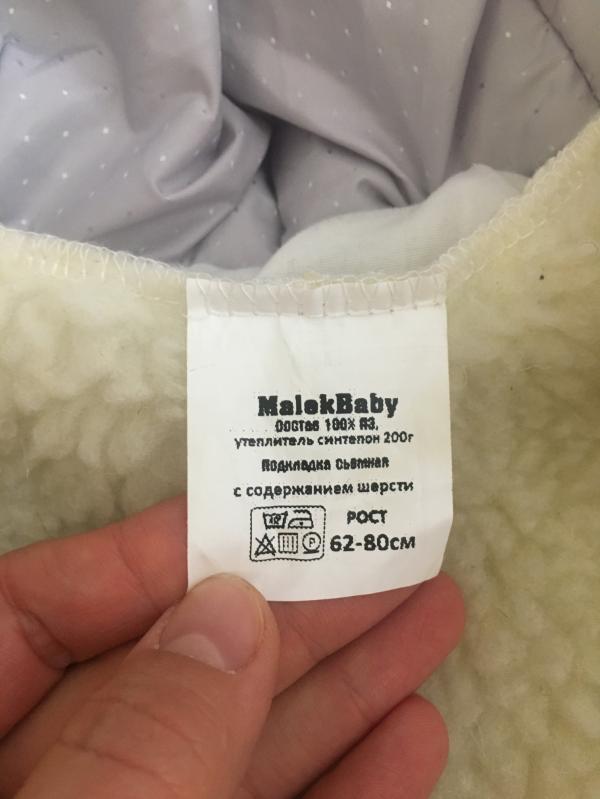 MalekBaby
Состав 100% ПЭ,
утеплитель синтепон 200г
Подкладка съемная
с содержанием шерсти
РОСТ
62-80см
P